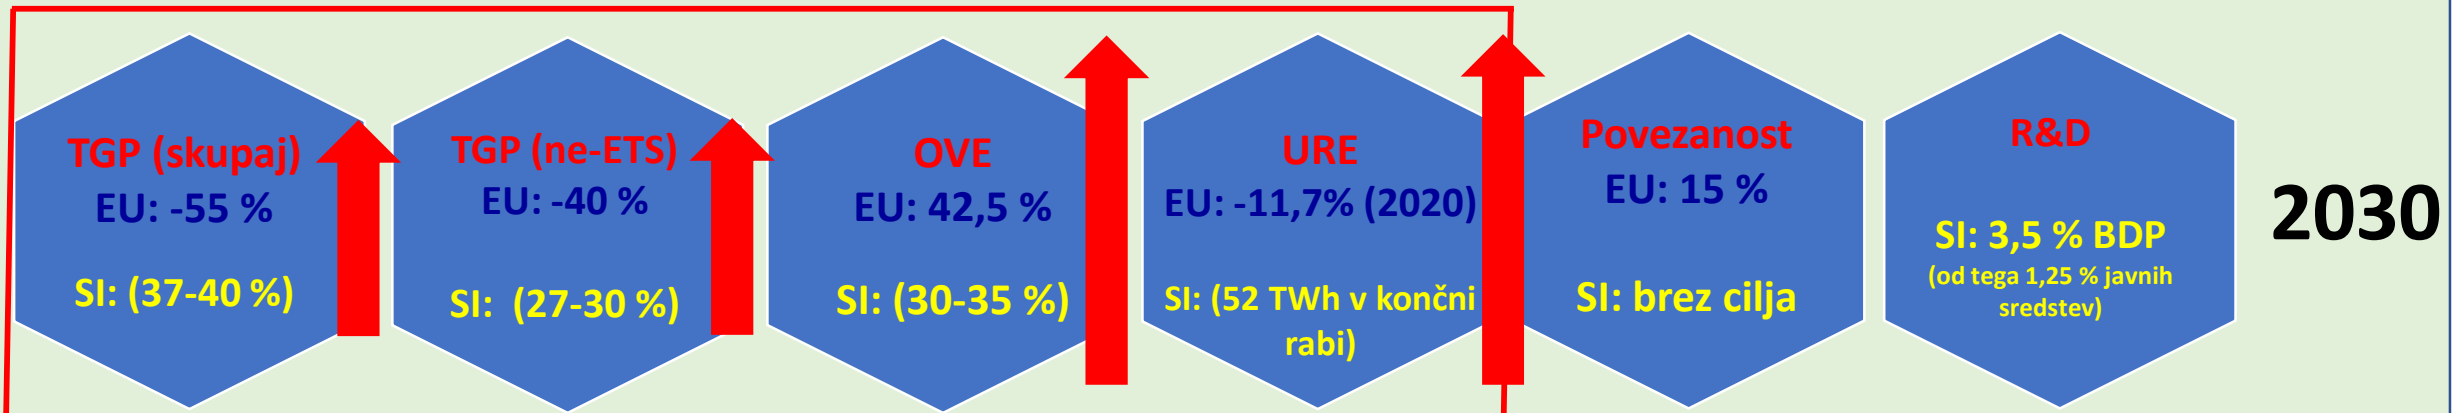 TGP (skupaj)
EU: -55 %
SI: (37-40 %)
TGP (ne-ETS)
EU: -40 %
SI:  (27-30 %)
OVE
EU: 42,5 %
SI: (30-35 %)
URE
EU: -11,7% (2020)
SI: (52 TWh v končni
rabi)
Povezanost
EU: 15 %
SI: brez cilja
R&D
SI: 3,5 % BDP
(od tega 1,25 % javnih
sredstev)
2030